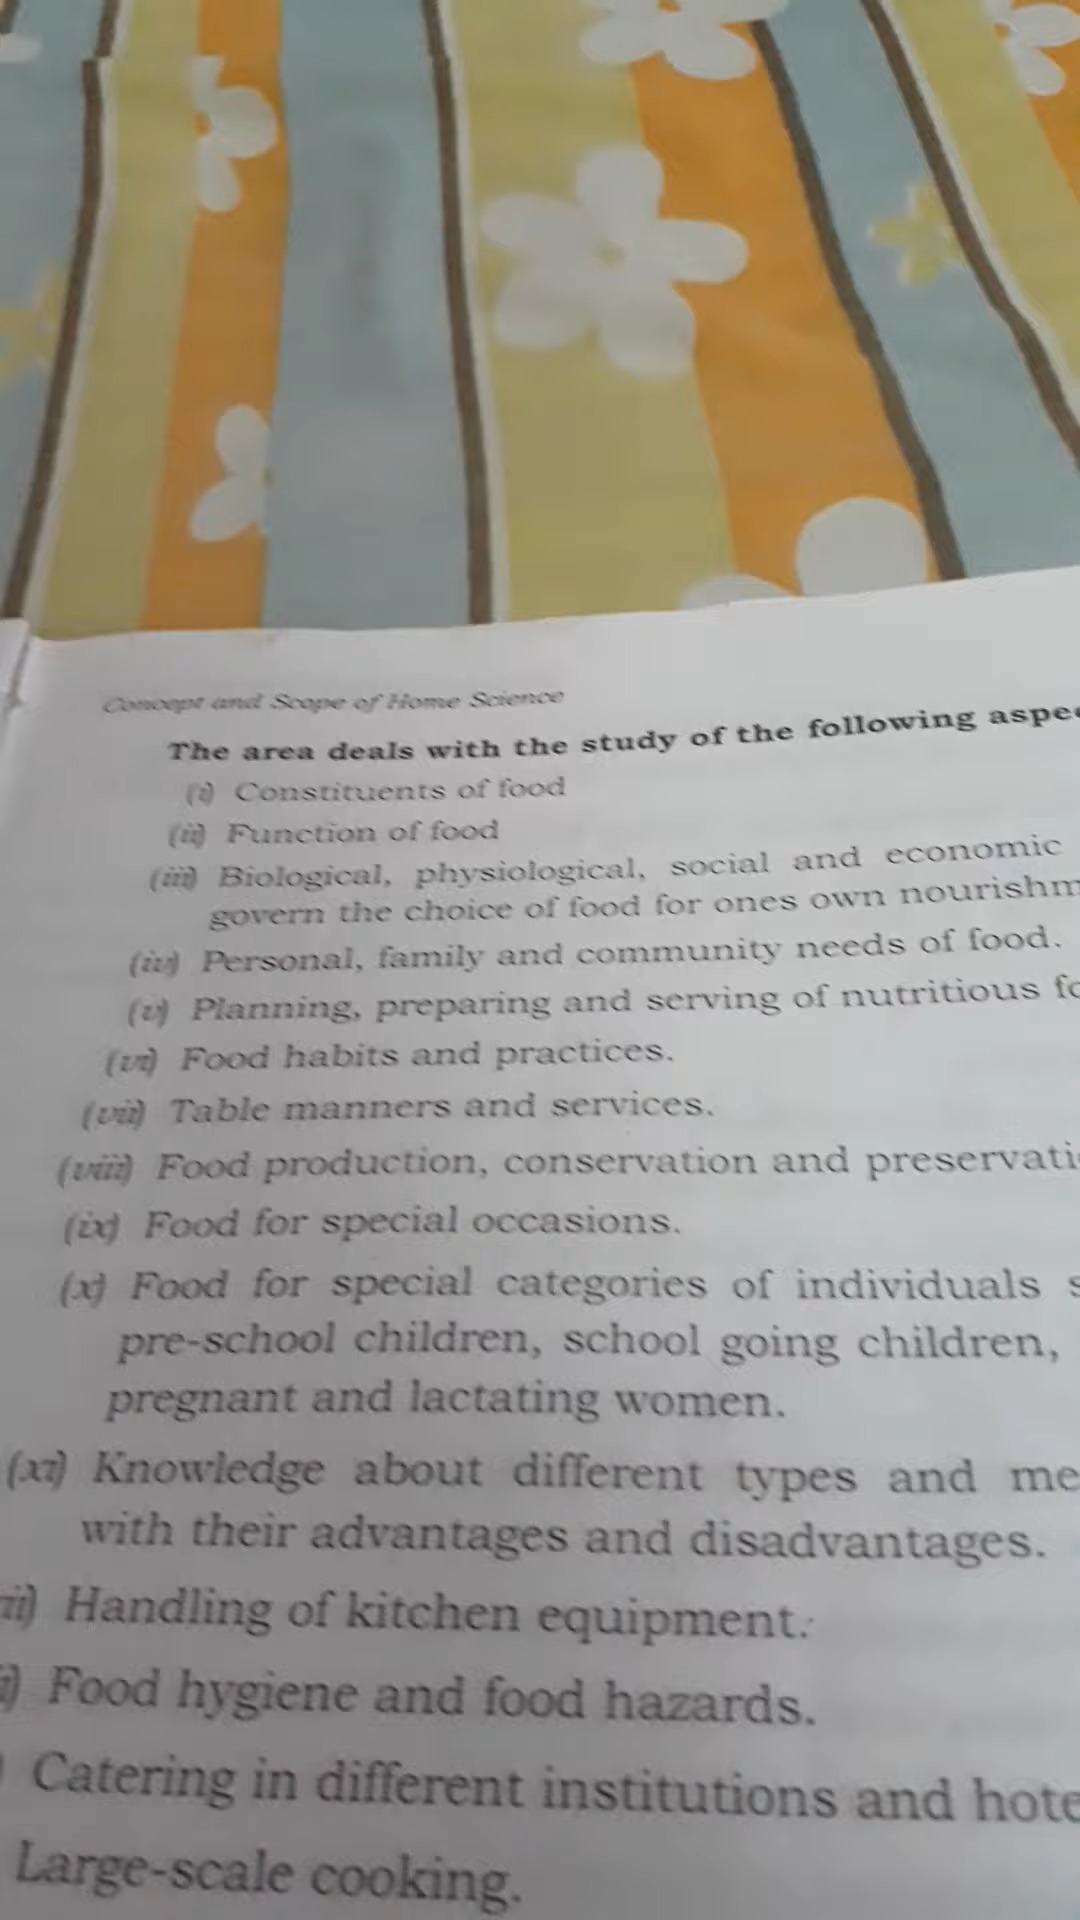 Concept and Scope of Home Science
The area deals with the study of the following
(i) Constituents of food
(ii) Function of food
(iii) Biological, physiological, social and economic
govern the choice of food for ones own
(iv) Personal, family and community needs of food.
(v) Planning, preparing and serving of nutritious
(vi) Food habits and practices.
(vii) Table manners and services.
(viii) Food production, conservation and
(ix) Food for special occasions.
(x) Food for special categories of individuals
pre-school children, school going children,
pregnant and lactating women.
(xi) Knowledge about different types and
with their advantages and disadvantages.
Handling of kitchen equipment.
Food hygiene and food hazards.
Catering in different institutions and
Large-scale cooking.